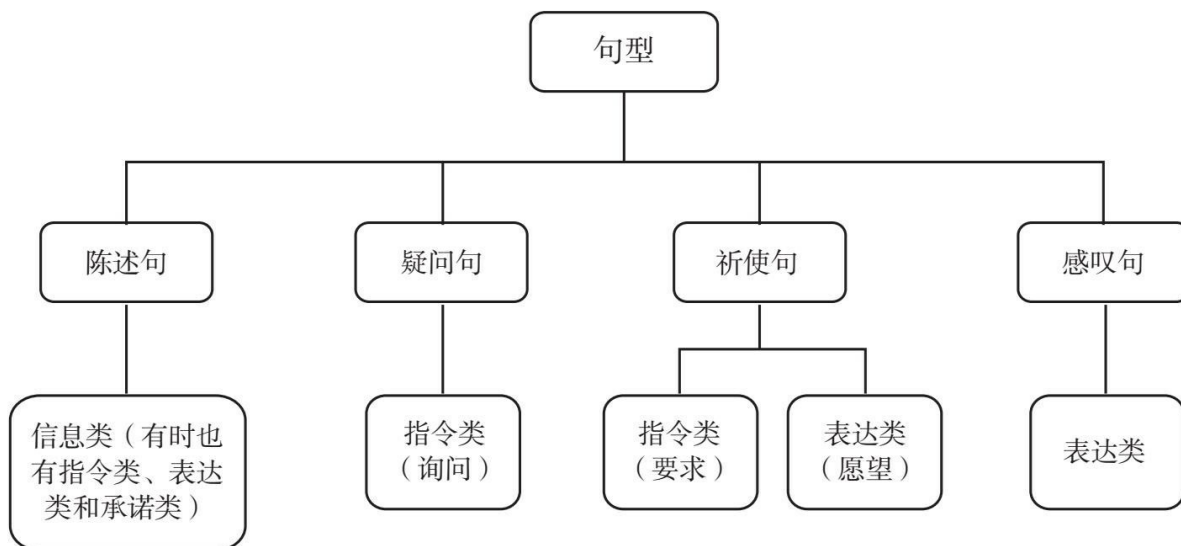 句型
陈述句
疑问句
祈使句
感叹句
信息类（有时也
有指令类、表达
类和承诺类）
指令类
（询问）
指令类
（要求）
表达类
（愿望）
表达类